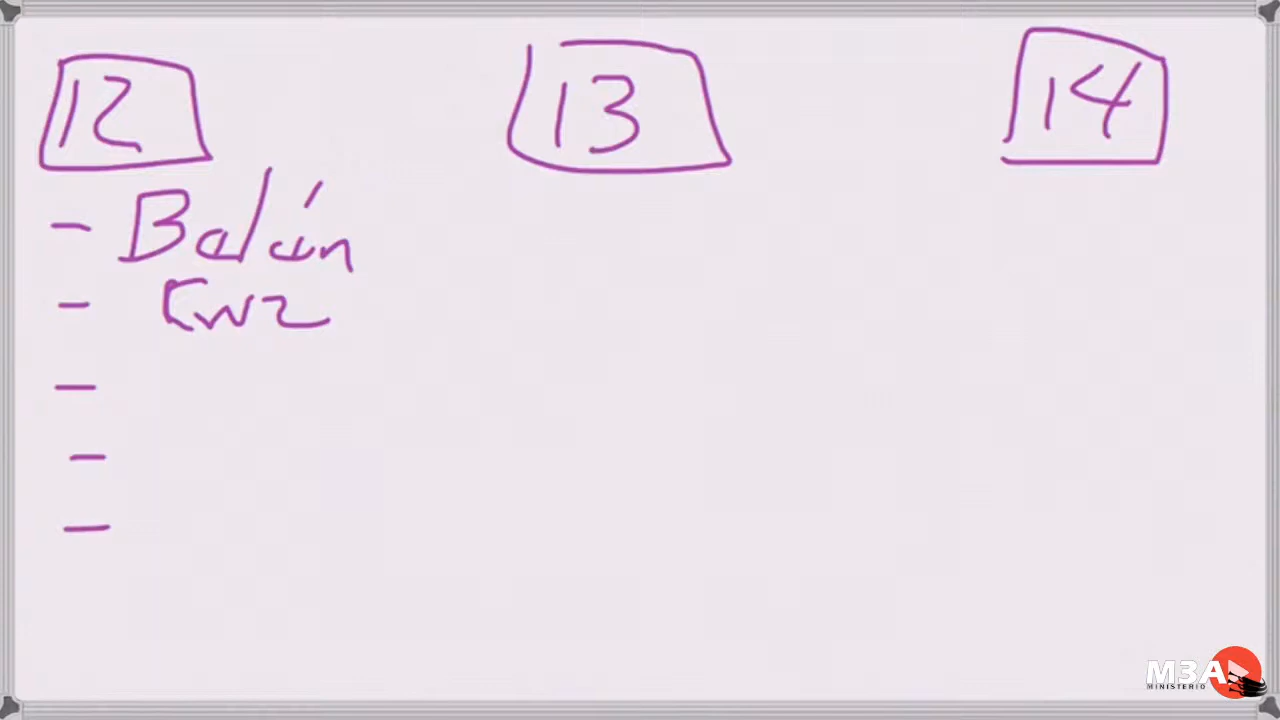 12 13 14
- Balán
- Cruz
-
-
-
M3A
MINISTERIO